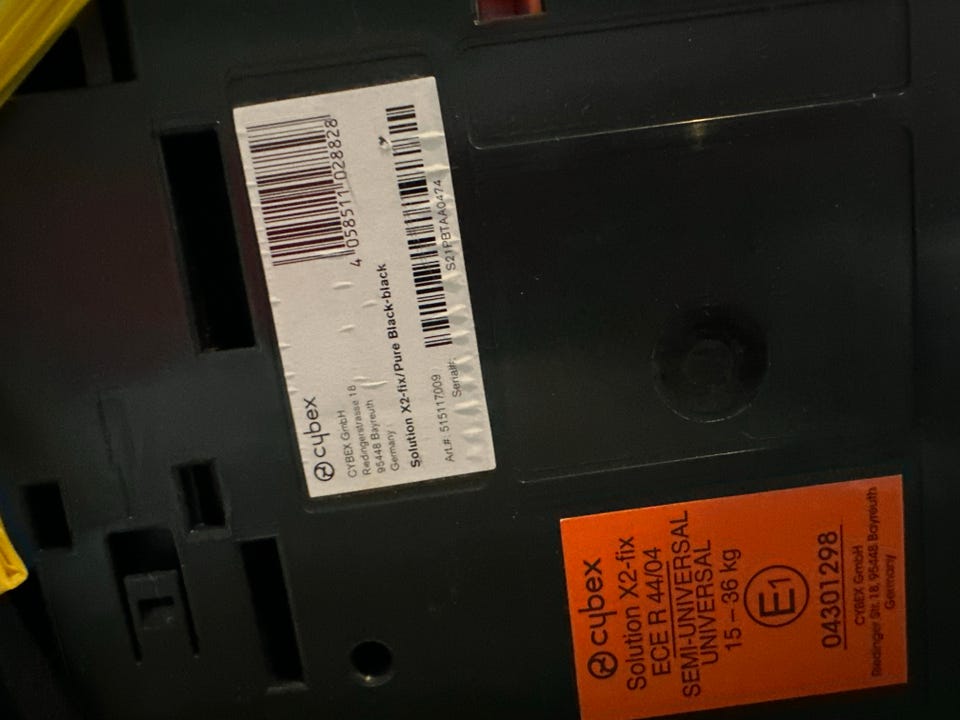 4 058511 028828
cybex
CYBEX GmbH
Riedingerstrasse 18
95448 Bayreuth
Germany
Solution X2-fix/Pure Black-black
Art.#: 515117009
Serial#: S21PBTAA0474
cybex
Solution X2-fix
ECE R 44/04
SEMI-UNIVERSAL
UNIVERSAL
15 – 36 kg
E1
04301298
CYBEX GmbH
Riedinger Str. 18, 95448 Bayreuth
Germany